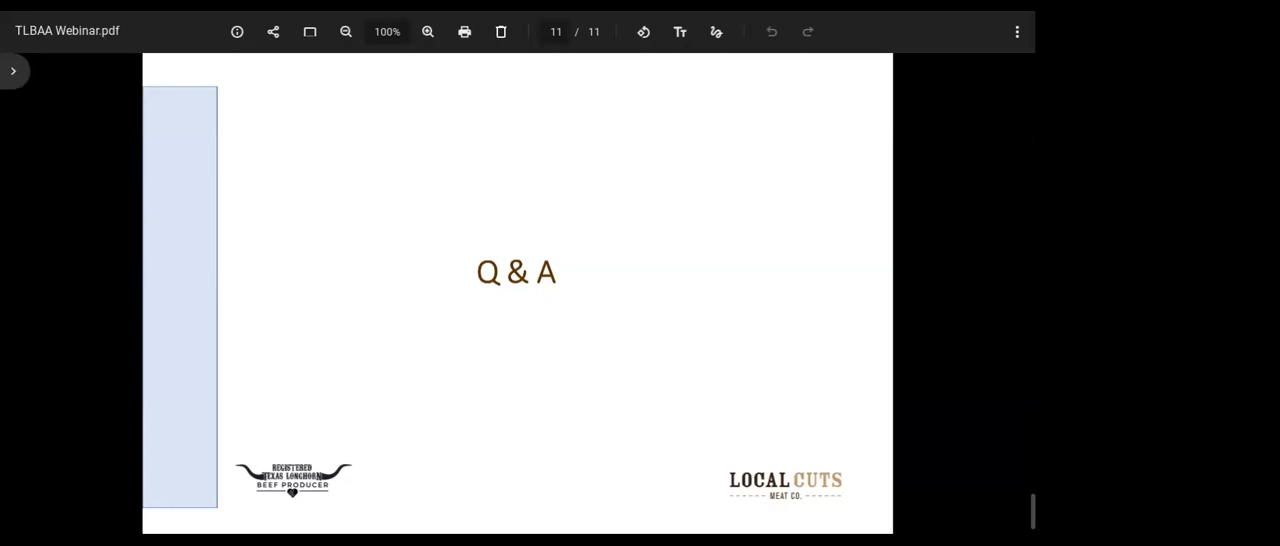 TLBAA Webinar.pdf
100%
11 / 11
Q & A
REGISTERED
TEXAS LONGHORN
BEEF PRODUCER
LOCAL CUTS
MEAT CO.